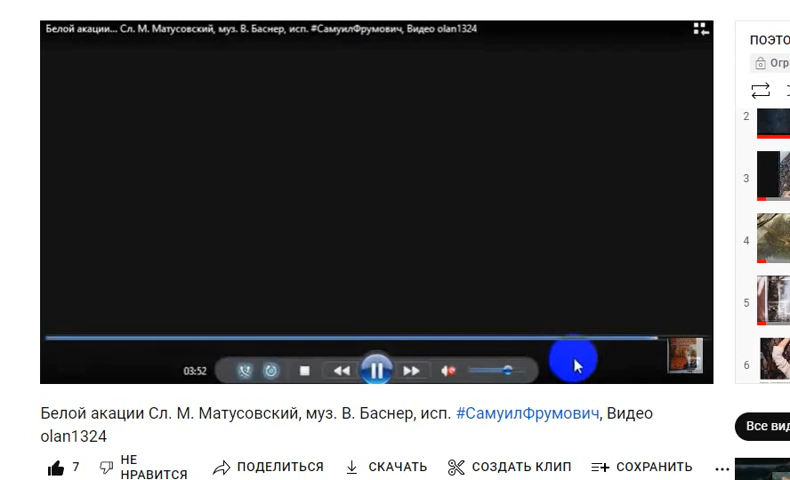 Белой акации... Сл. М. Матусовский, муз. В. Баснер, исп. #СамуилФрумович, Видео olan1324
03:52
Белой акации Сл. М. Матусовский, муз. В. Баснер, исп. #СамуилФрумович, Видео
olan1324
7
НЕ
НРАВИТСЯ
ПОДЕЛИТЬСЯ
СКАЧАТЬ
СОЗДАТЬ КЛИП
СОХРАНИТЬ
...
поэто
Огр
2
3
4
5
6
Все вид